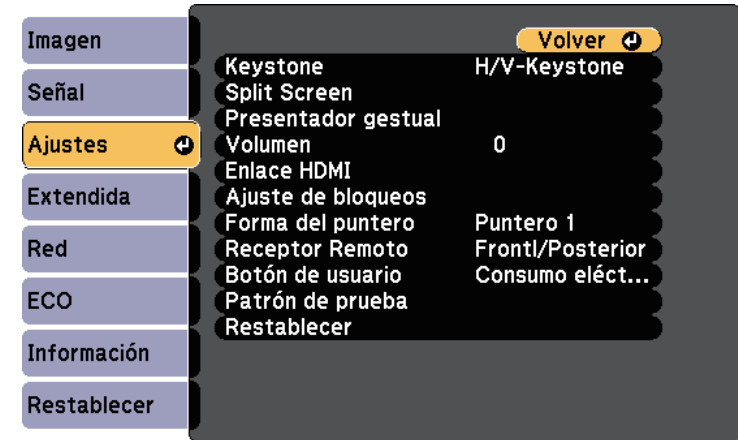 Imagen
Señal
Ajustes
Extendida
Red
ECO
Información
Restablecer
Volver
Keystone H/V-Keystone
Split Screen
Presentador gestual
Volumen 0
Enlace HDMI
Ajuste de bloqueos
Forma del puntero Puntero 1
Receptor Remoto Frontl/Posterior
Botón de usuario Consumo eléct...
Patrón de prueba
Restablecer